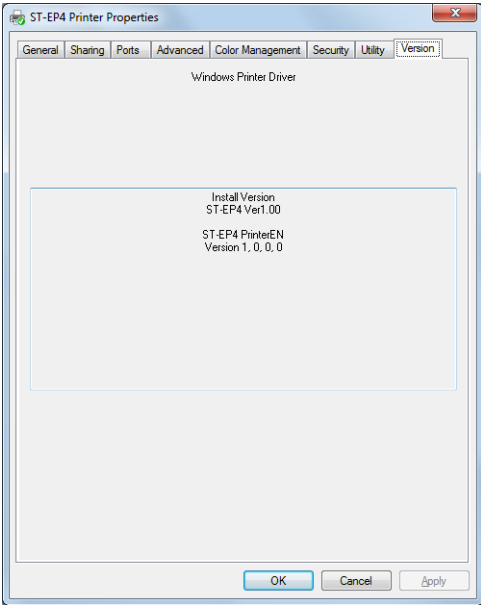 ST-EP4 Printer Properties
General Sharing Ports Advanced Color Management Security Utility Version
Windows Printer Driver
Install Version
ST-EP4 Ver1.00
ST-EP4 PrinterEN
Version 1, 0, 0, 0
OK Cancel Apply